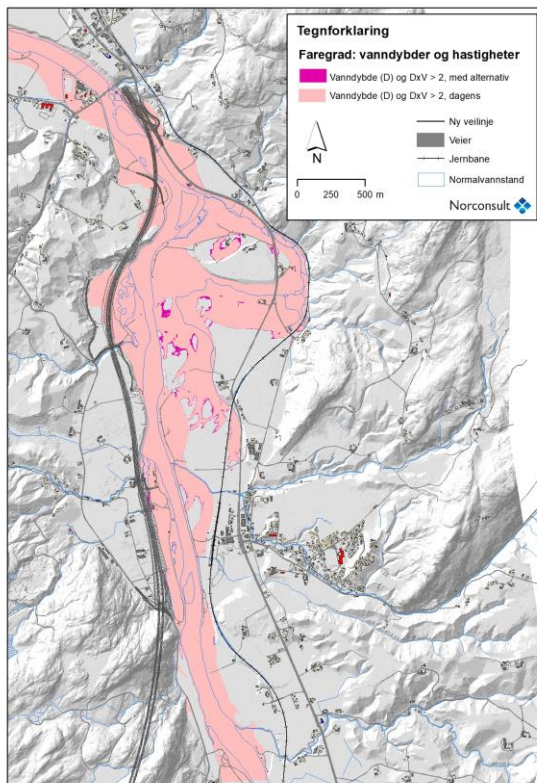 Tegnforklaring
Faregrad: vanndybder og hastigheter
Vanndybde (D) og DxV > 2, med alternativ
Vanndybde (D) og DxV > 2, dagens
Ny veilinje
Veier
N
Jernbane
0 250 500 m
Normalvannstand
Norconsult